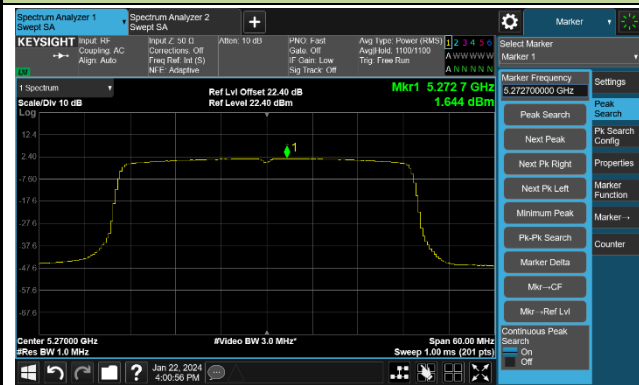 Spectrum Analyzer 1
Swept SA
Spectrum Analyzer 2
Swept SA
+
Marker
KEYSIGHT
Input: RF
Coupling: AC
Align: Auto
Input Z: 50 Ω
Corrections: Off
Freq Ref: Int (S)
NFE: Adaptive
Atten: 10 dB
PNO: Fast
Gate: Off
IF Gain: Low
Sig Track: Off
Avg Type: Power (RMS)
Avg|Hold: 1100/1100
Trig: Free Run
1 2 3 4 5 6
A W W W W W
A N N N N N
LV
Select Marker
Marker 1
1 Spectrum
Scale/Div 10 dB
Log
Ref Lvl Offset 22.40 dB
Ref Level 22.40 dBm
Mkr1 5.272 7 GHz
1.644 dBm
12.4
2.40
-7.60
-17.6
-27.6
-37.6
-47.6
-57.6
-67.6
1
Center 5.27000 GHz
#Res BW 1.0 MHz
#Video BW 3.0 MHz*
Span 60.00 MHz
Sweep 1.00 ms (201 pts)
Marker Frequency
5.272700000 GHz
Peak Search
Next Peak
Next Pk Right
Next Pk Left
Minimum Peak
Pk-Pk Search
Marker Delta
Mkr→CF
Mkr→Ref Lvl
Continuous Peak
Search
On
Off
Settings
Peak
Search
Pk Search
Config
Properties
Marker
Function
Marker→
Counter
?
Jan 22, 2024
4:00:56 PM